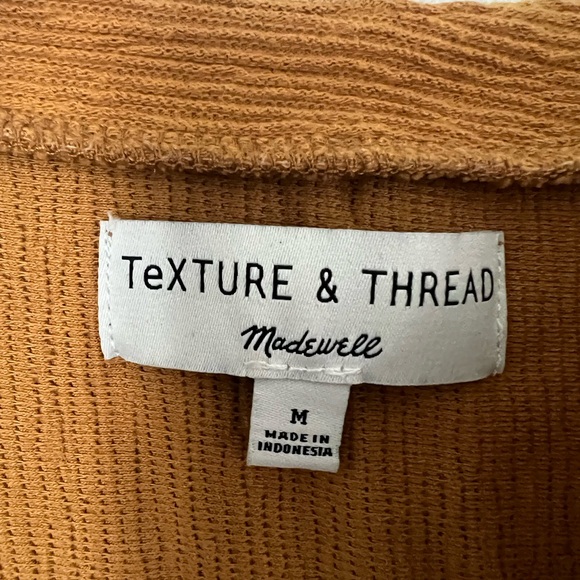 TeXTURE & THREAD
Madewell
M
MADE IN
INDONESIA